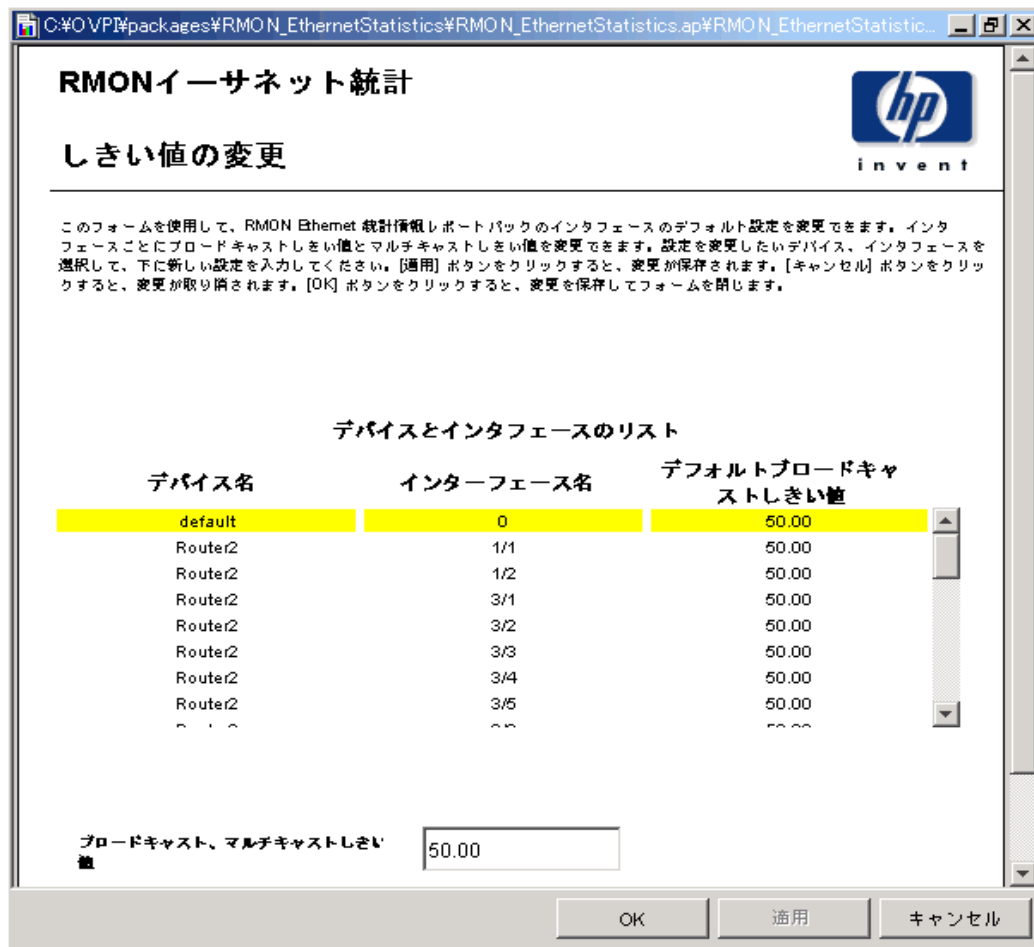 C:¥OVPI¥packages¥RMON_EthernetStatistics¥RMON_EthernetStatistics.ap¥RMON_EthernetStatistic...
RMONイーサネット統計
hp
invent
しきい値の変更
このフォームを使用して、RMON Ethernet 統計情報レポートパックのインタフェースのデフォルト設定を変更できます。インタ
フェースごとにブロードキャストしきい値とマルチキャストしきい値を変更できます。設定を変更したいデバイス、インタフェースを
選択して、下に新しい設定を入力してください。[適用] ボタンをクリックすると、変更が保存されます。[キャンセル] ボタンをクリッ
クすると、変更が取り消されます。[OK] ボタンをクリックすると、変更を保存してフォームを閉じます。
デバイスとインタフェースのリスト
デバイス名 インターフェース名 デフォルトブロードキャ
ストしきい値
default 0 50.00
Router2 1/1 50.00
Router2 1/2 50.00
Router2 3/1 50.00
Router2 3/2 50.00
Router2 3/3 50.00
Router2 3/4 50.00
Router2 3/5 50.00
ブロードキャスト、マルチキャストしきい
値
50.00
OK 適用 キャンセル